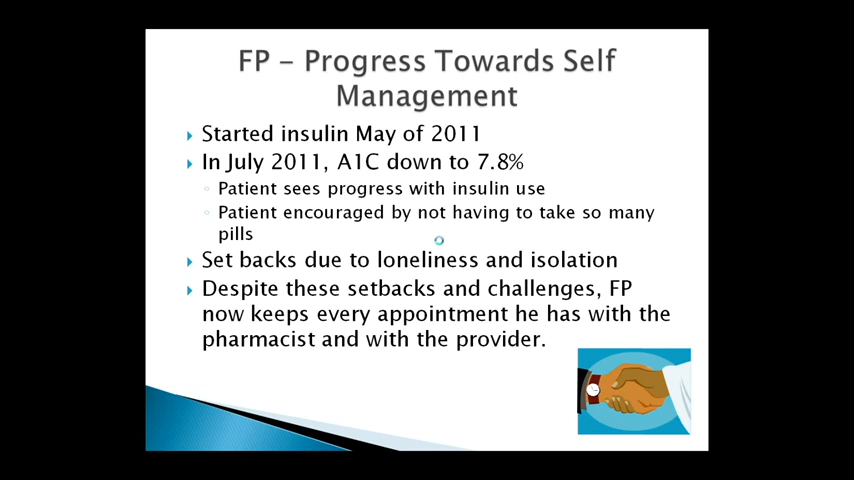 FP - Progress Towards Self
Management
Started insulin May of 2011
In July 2011, A1C down to 7.8%
Patient sees progress with insulin use
Patient encouraged by not having to take so many
pills
Set backs due to loneliness and isolation
Despite these setbacks and challenges, FP
now keeps every appointment he has with the
pharmacist and with the provider.